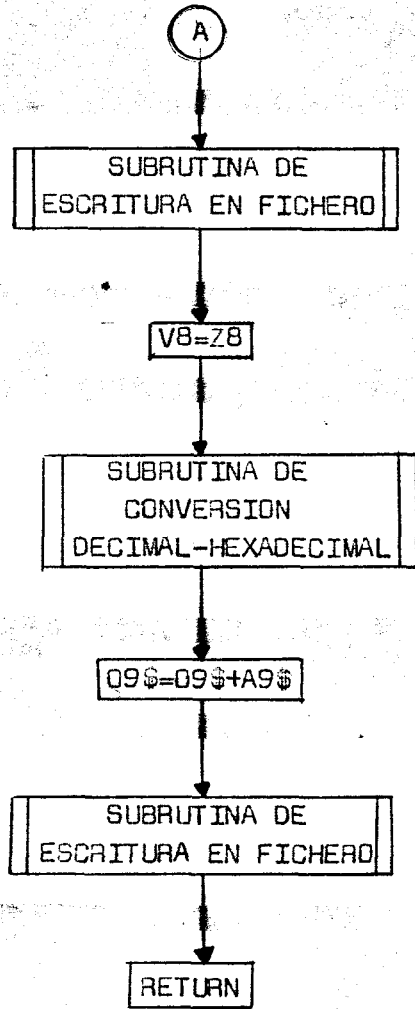 A
SUBRUTINA DE
ESCRITURA EN FICHERO
V8=Z8
SUBRUTINA DE
CONVERSION
DECIMAL-HEXADECIMAL
O9$=O9$+A9$
SUBRUTINA DE
ESCRITURA EN FICHERO
RETURN